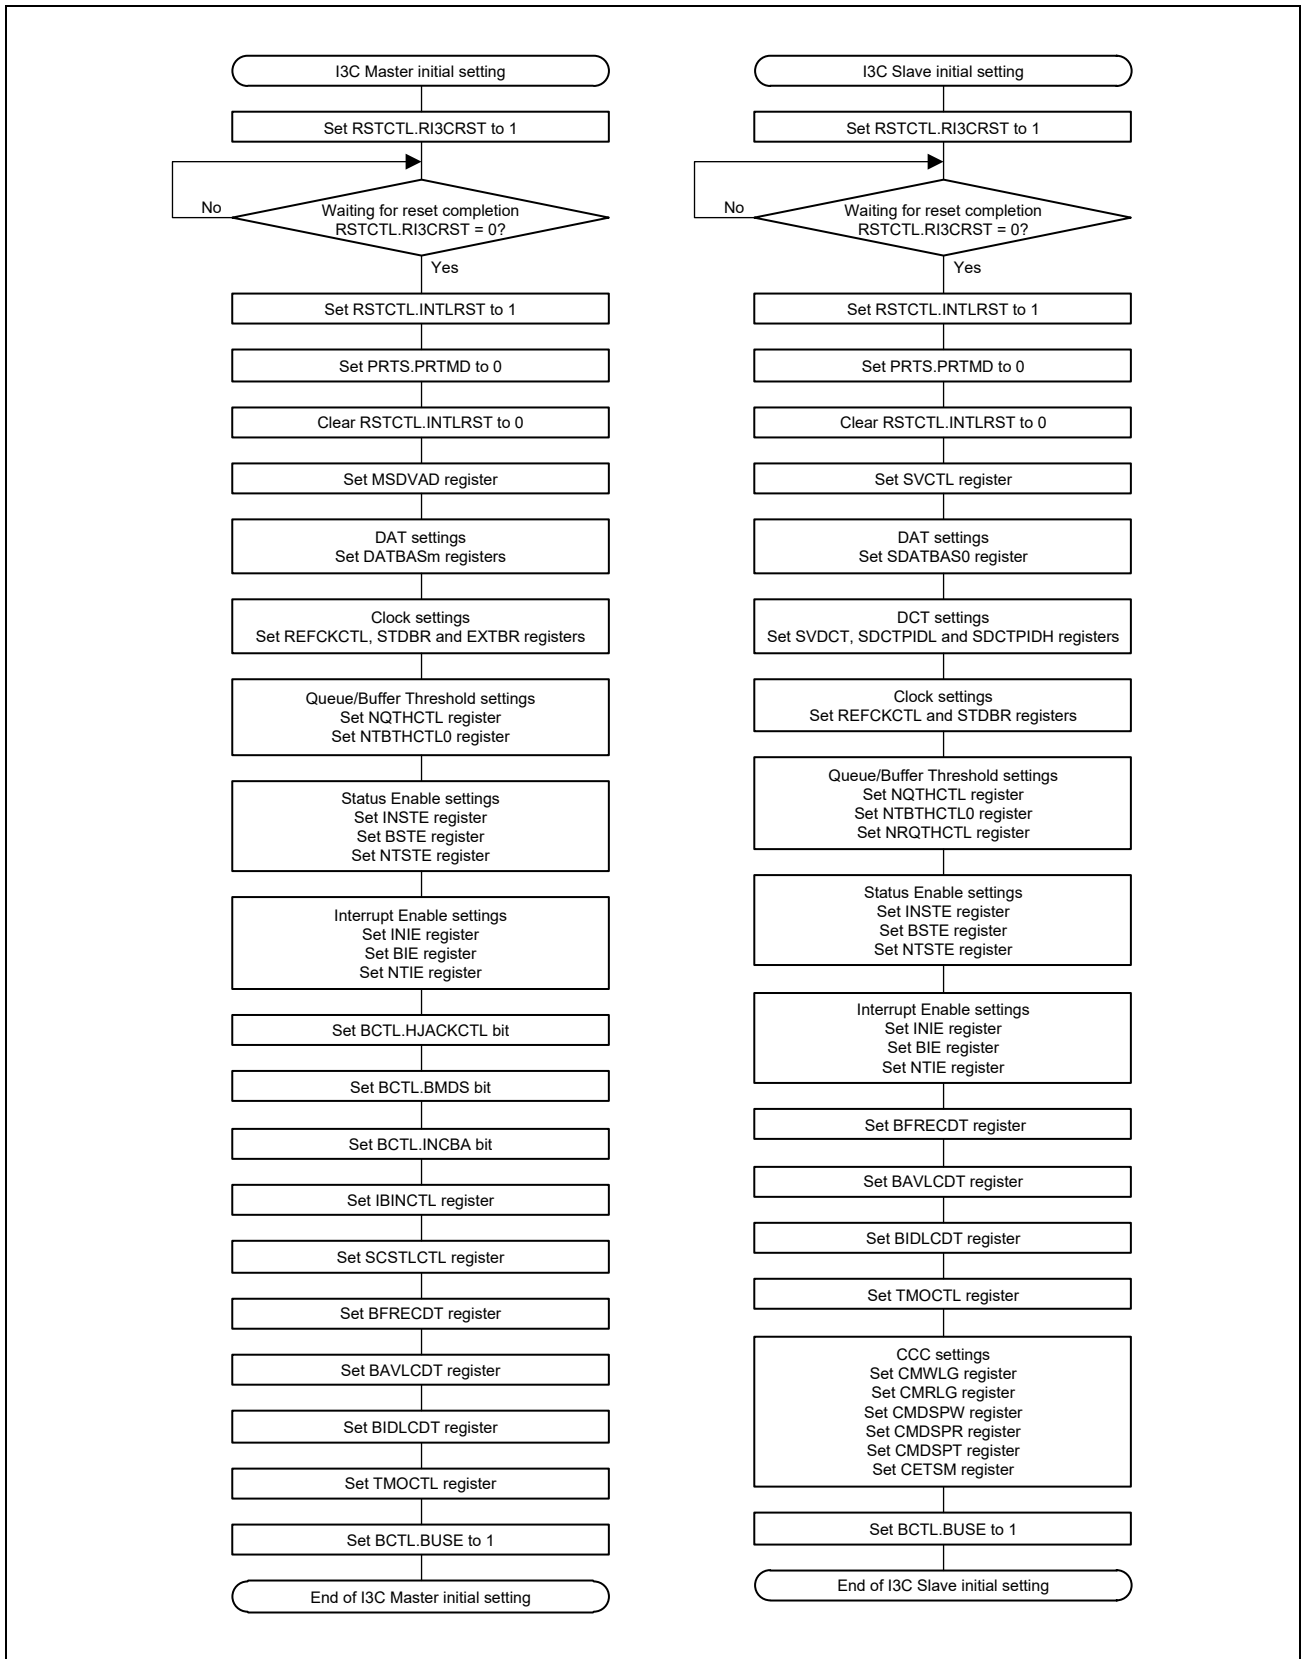 I3C Master initial setting
Set RSTCTL.RI3CRST to 1
No
Waiting for reset completion
RSTCTL.RI3CRST = 0?
Yes
Set RSTCTL.INTLRST to 1
Set PRTS.PRTMD to 0
Clear RSTCTL.INTLRST to 0
Set MSDVAD register
DAT settings
Set DATBASm registers
Clock settings
Set REFCKCTL, STDBR and EXTBR registers
Queue/Buffer Threshold settings
Set NQTHCTL register
Set NTBTHCTL0 register
Status Enable settings
Set INSTE register
Set BSTE register
Set NTSTE register
Interrupt Enable settings
Set INIE register
Set BIE register
Set NTIE register
Set BCTL.HJACKCTL bit
Set BCTL.BMDS bit
Set BCTL.INCBA bit
Set IBINCTL register
Set SCSTLCTL register
Set BFRECDT register
Set BAVLCDT register
Set BIDLCDT register
Set TMOCTL register
Set BCTL.BUSE to 1
End of I3C Master initial setting
I3C Slave initial setting
Set RSTCTL.RI3CRST to 1
No
Waiting for reset completion
RSTCTL.RI3CRST = 0?
Yes
Set RSTCTL.INTLRST to 1
Set PRTS.PRTMD to 0
Clear RSTCTL.INTLRST to 0
Set SVCTL register
DAT settings
Set SDATBAS0 register
DCT settings
Set SVDCT, SDCTPIDL and SDCTPIDH registers
Clock settings
Set REFCKCTL and STDBR registers
Queue/Buffer Threshold settings
Set NQTHCTL register
Set NTBTHCTL0 register
Set NRQTHCTL register
Status Enable settings
Set INSTE register
Set BSTE register
Set NTSTE register
Interrupt Enable settings
Set INIE register
Set BIE register
Set NTIE register
Set BFRECDT register
Set BAVLCDT register
Set BIDLCDT register
Set TMOCTL register
CCC settings
Set CMWLG register
Set CMRLG register
Set CMDSPW register
Set CMDSPR register
Set CMDSPT register
Set CETSM register
Set BCTL.BUSE to 1
End of I3C Slave initial setting